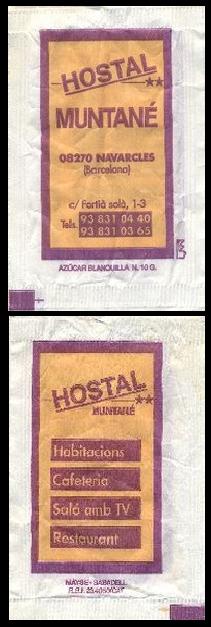 HOSTAL
**
MUNTANÉ
08270 NAVARCLES
(Barcelona)
c/ Fortià solà, 1-3
Tels. 93 831 04 40
93 831 03 65
AZÚCAR BLANQUILLA N. 10 G.
HOSTAL
**
MUNTANÉ
Habitacions
Cafeteria
Saló amb TV
Restaurant
MAYSE - SABADELL